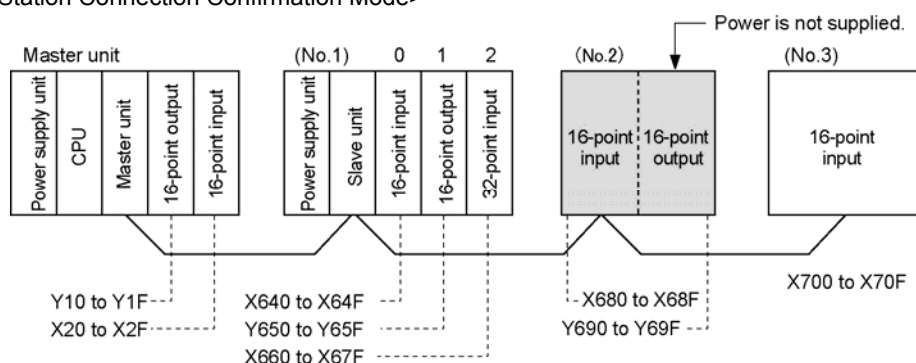 Station Connection Confirmation Mode>
Power is not supplied.
Master unit
(No.1) 0 1 2
(No.2)
(No.3)
Power supply unit
CPU
Master unit
16-point output
16-point input
Power supply unit
Slave unit
16-point input
16-point output
32-point input
16-point
input
16-point
output
16-point
input
Y10 to Y1F
X20 to X2F
X640 to X64F
Y650 to Y65F
X660 to X67F
X680 to X68F
Y690 to Y69F
X700 to X70F